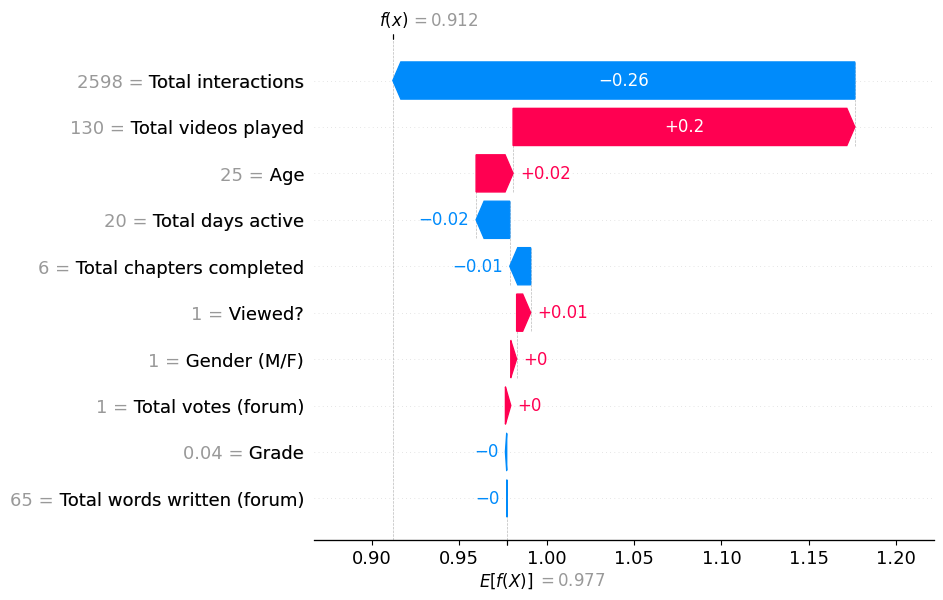 f(x) = 0.912
2598 = Total interactions −0.26
130 = Total videos played +0.2
25 = Age +0.02
20 = Total days active −0.02
6 = Total chapters completed −0.01
1 = Viewed? +0.01
1 = Gender (M/F) +0
1 = Total votes (forum) +0
0.04 = Grade −0
65 = Total words written (forum) −0
0.90 0.95 1.00 1.05 1.10 1.15 1.20
E[f(X)] = 0.977